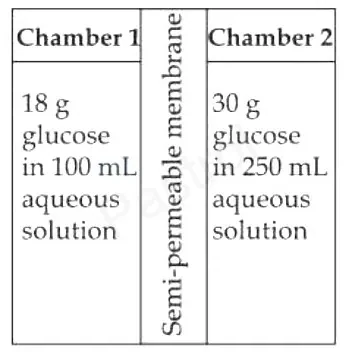 Chamber 1
18 g
glucose
in 100 mL
aqueous
solution
Semi-permeable membrane
Chamber 2
30 g
glucose
in 250 mL
aqueous
solution